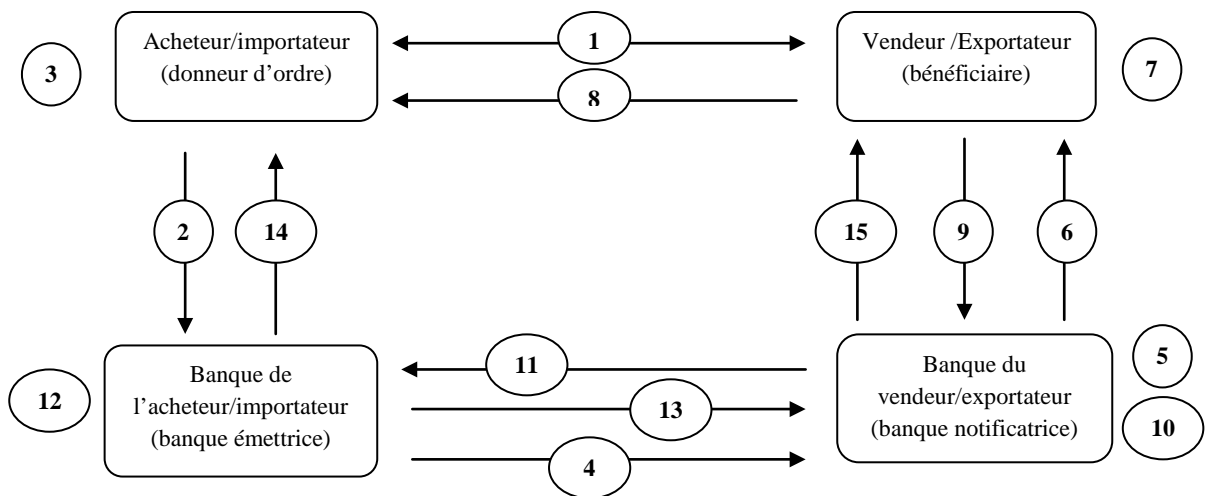 Acheteur/importateur
(donneur d'ordre)
3
1
8
Vendeur /Exportateur
(bénéficiaire)
7
2
14
15
9
6
Banque de
l'acheteur/importateur
(banque émettrice)
12
11
13
4
Banque du
vendeur/exportateur
(banque notificatrice)
5
10